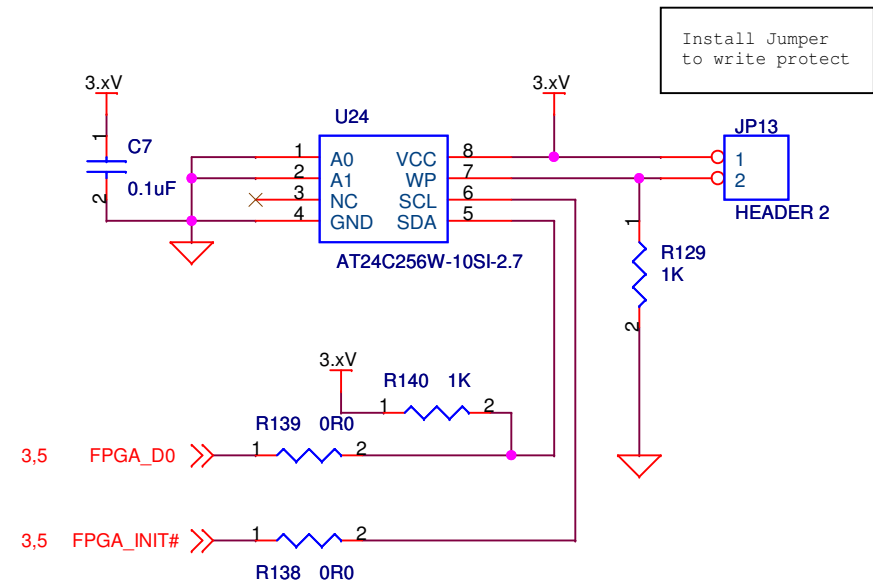 Install Jumper
to write protect
3.xV
3.xV
U24
JP13
C7
0.1uF
1
2
1 A0 VCC 8
2 A1 WP 7
3 NC SCL 6
4 GND SDA 5
1
2
HEADER 2
AT24C256W-10SI-2.7
1
R129
1K
2
3.xV
R140 1K
1 2
R139 0R0
3,5 FPGA_D0 1 2
3,5 FPGA_INIT# 1 2
R138 0R0